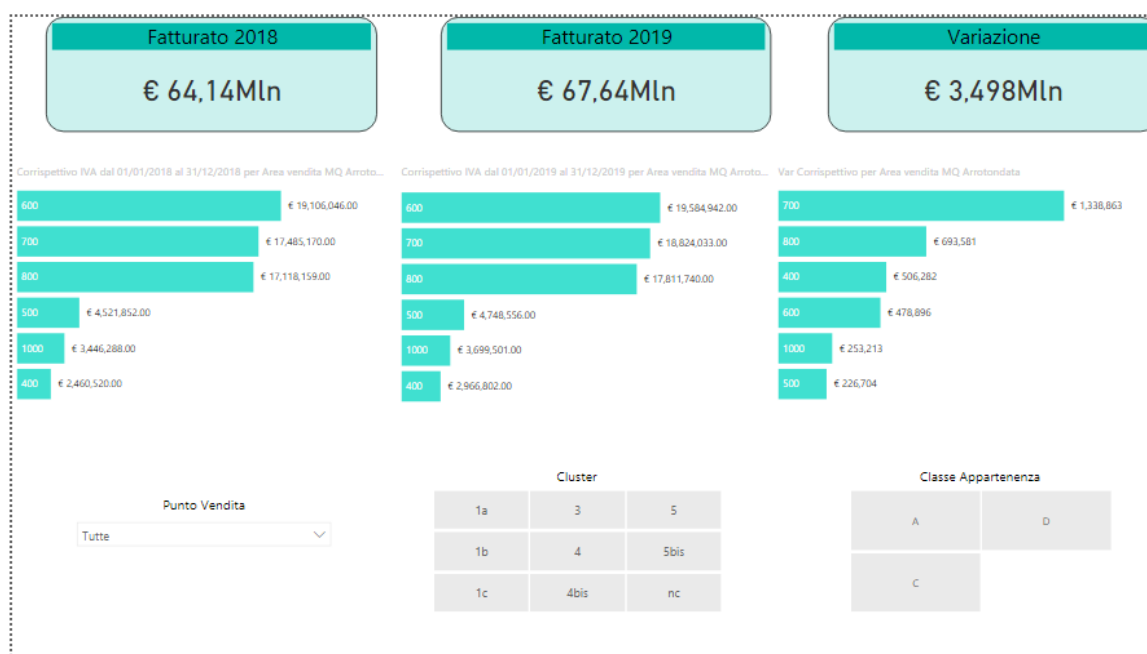 Fatturato 2018
€ 64,14Mln
Fatturato 2019
€ 67,64Mln
Variazione
€ 3,498Mln
Corrispettivo IVA dal 01/01/2018 al 31/12/2018 per Area vendita MQ Arroto...
600 € 19,106,046.00
700 € 17,485,170.00
800 € 17,118,159.00
500 € 4,521,852.00
1000 € 3,446,288.00
400 € 2,460,520.00
Corrispettivo IVA dal 01/01/2019 al 31/12/2019 per Area vendita MQ Arroto...
600 € 19,584,942.00
700 € 18,824,033.00
800 € 17,811,740.00
500 € 4,748,556.00
1000 € 3,699,501.00
400 € 2,966,802.00
Var Corrispettivo per Area vendita MQ Arrotondata
700 € 1,338,863
800 € 693,581
400 € 506,282
600 € 478,896
1000 € 253,213
500 € 226,704
Punto Vendita
Tutte
Cluster
1a 3 5
1b 4 5bis
1c 4bis nc
Classe Appartenenza
A D
C